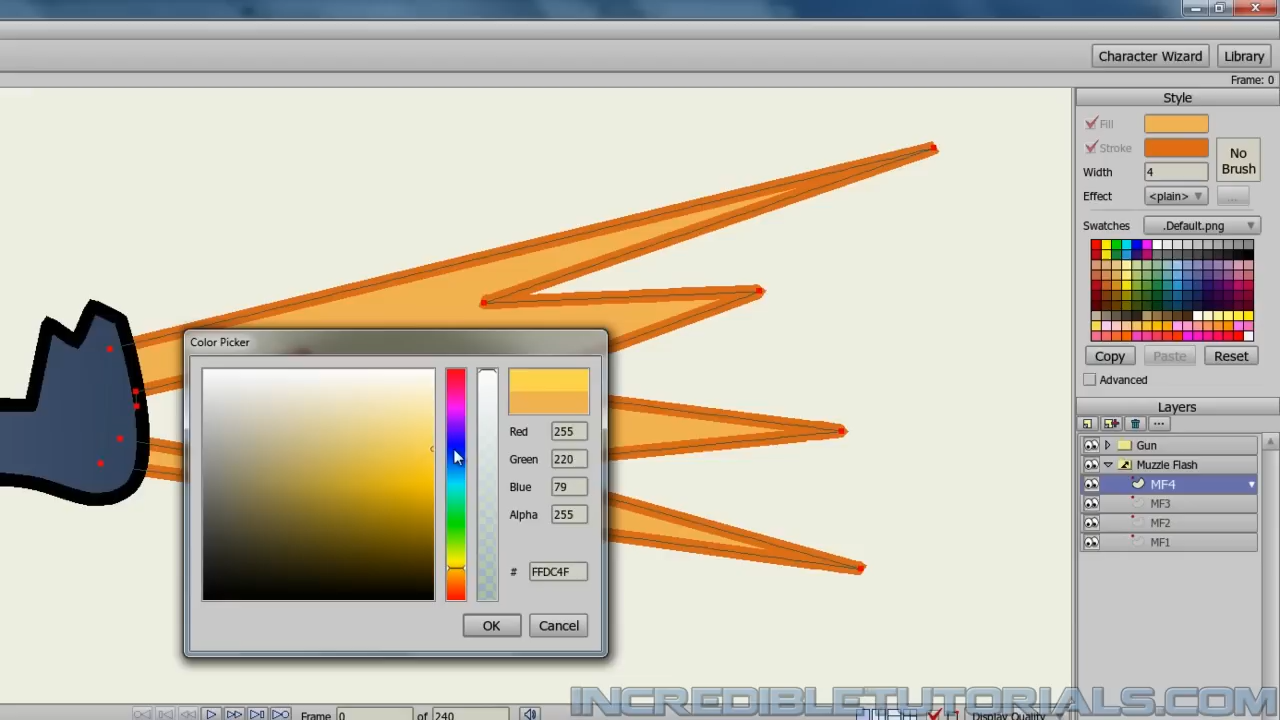 Character Wizard
Library
Frame: 0
Style
Fill
Stroke
No
Brush
Width
4
Effect
<plain>
...
Swatches
.Default.png
Copy
Paste
Reset
Advanced
Layers
...
Gun
Muzzle Flash
MF4
MF3
MF2
MF1
Color Picker
Red
255
Green
220
Blue
79
Alpha
255
#
FFDC4F
OK
Cancel
INCREDIBLETUTORIALS.COM
Frame
0
of
240
Display Quality